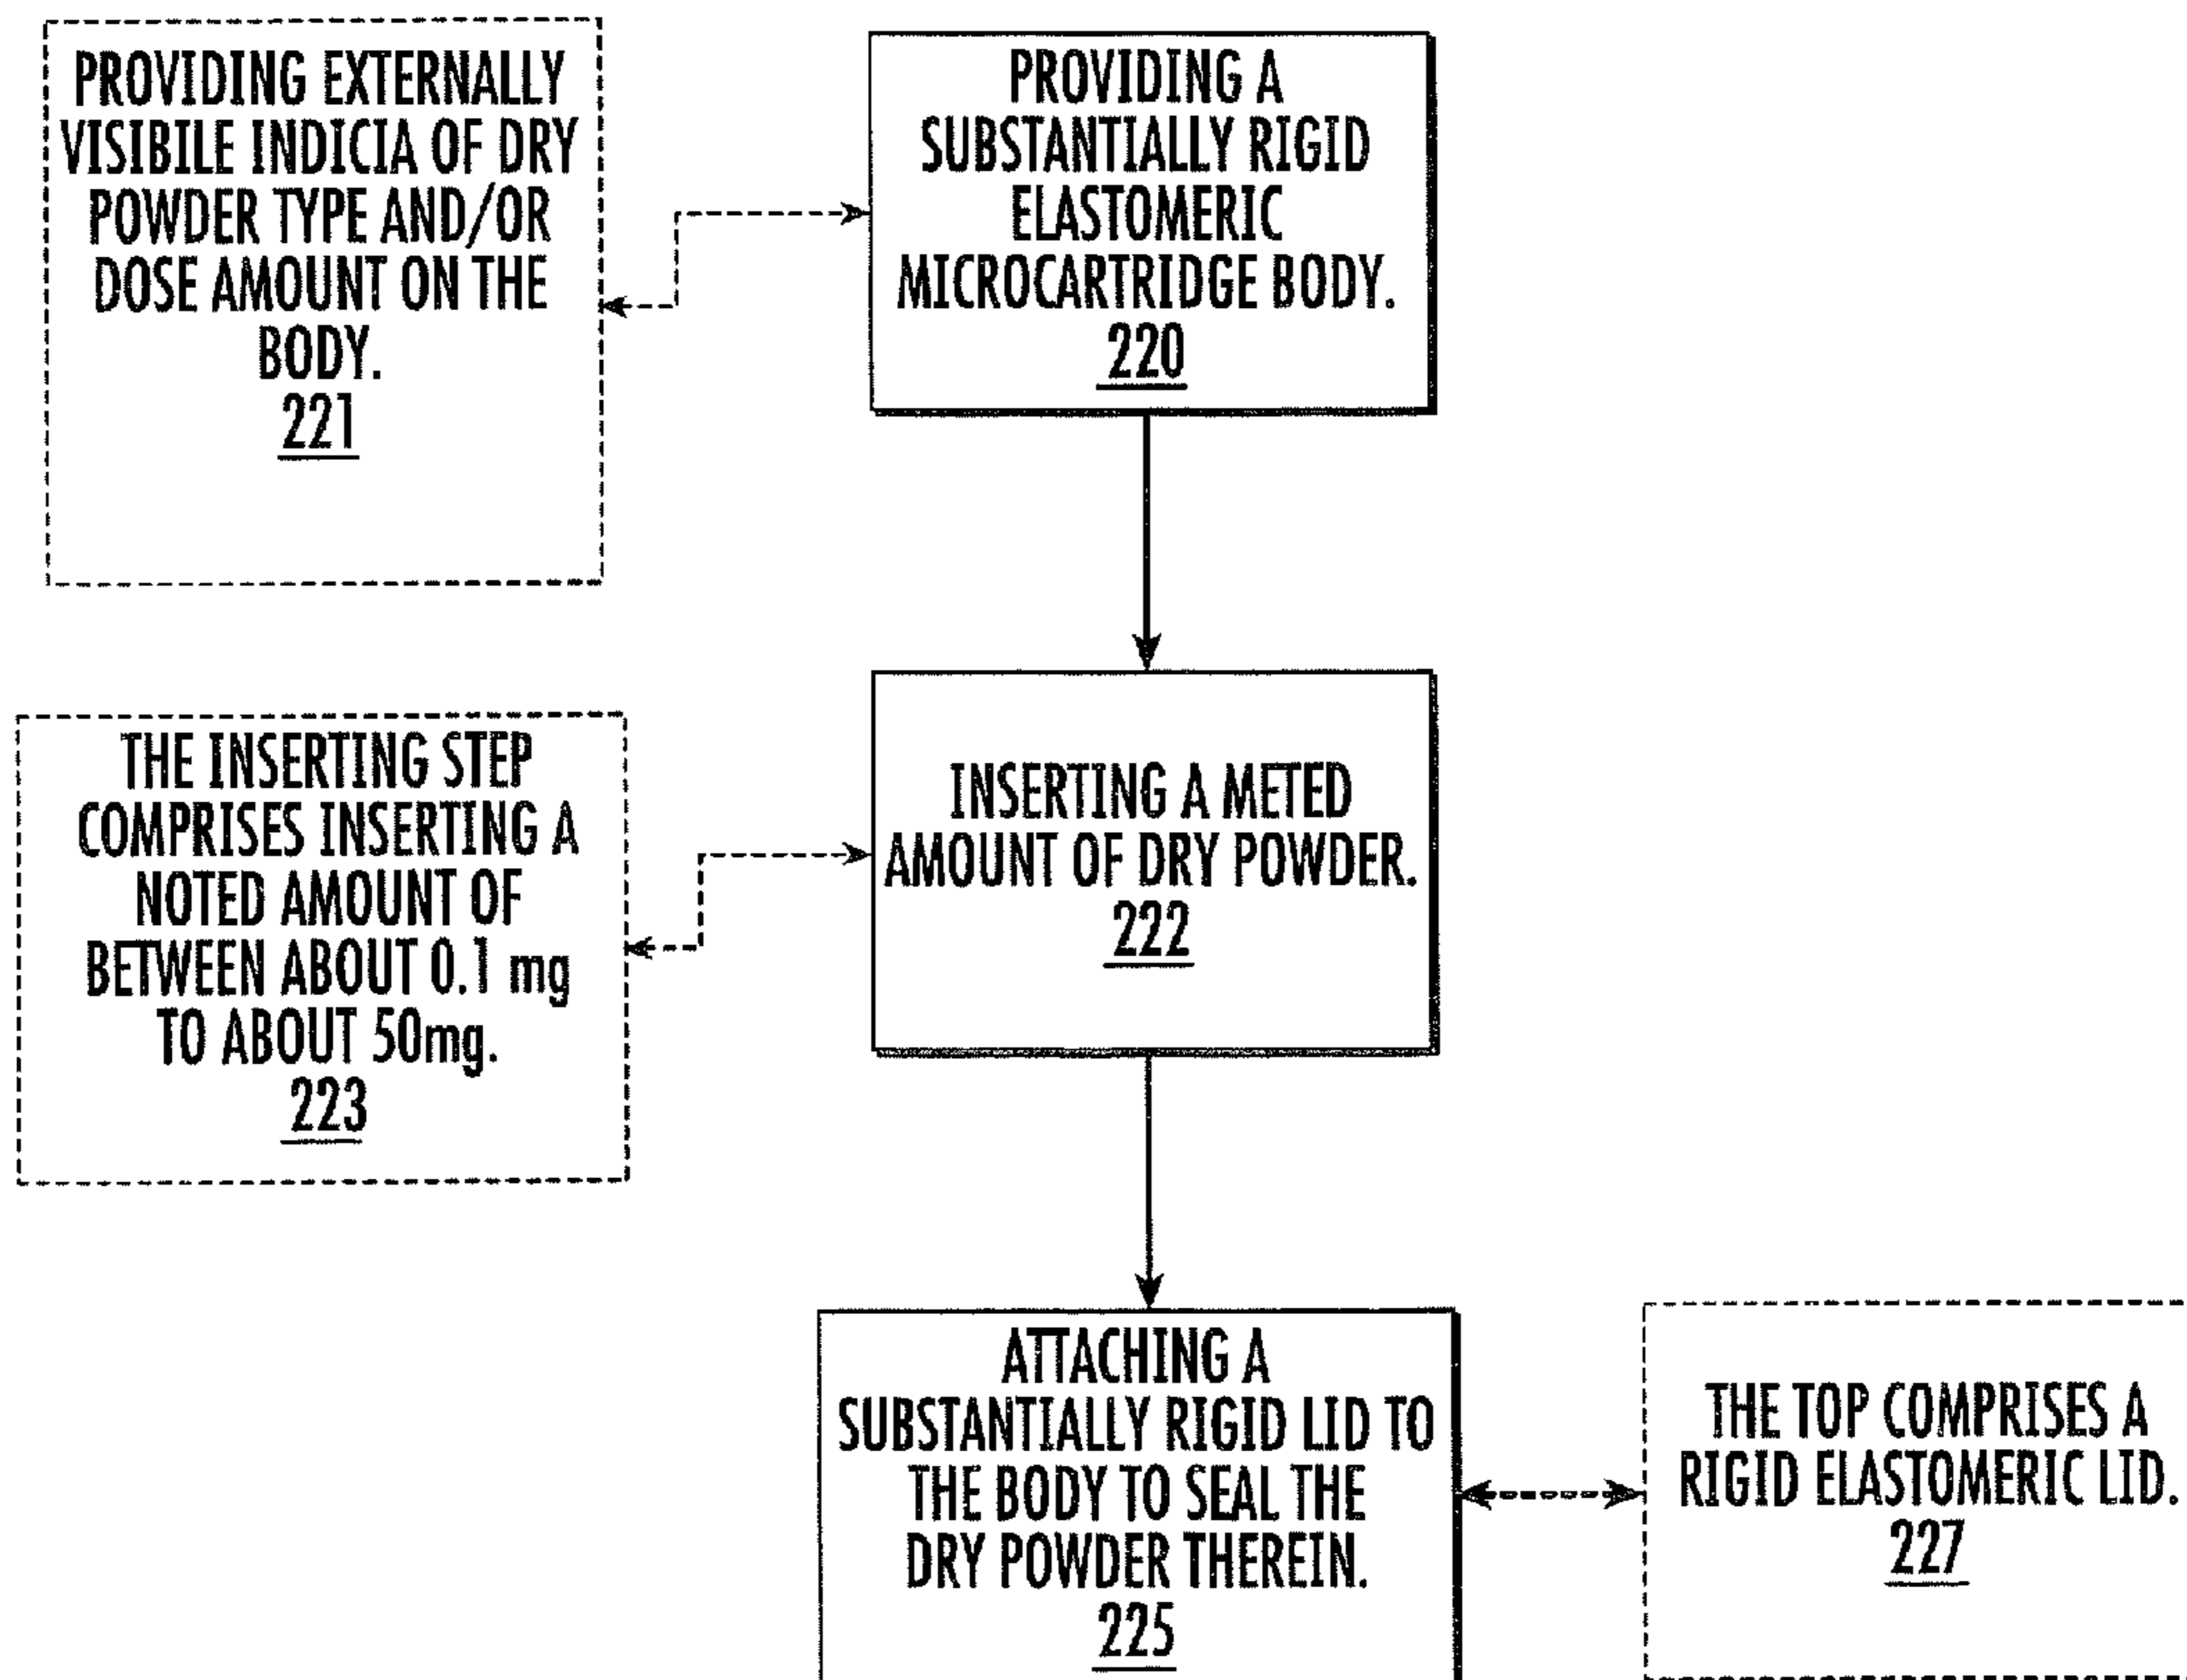 PROVIDING EXTERNALLY
VISIBILE INDICIA OF DRY
POWDER TYPE AND/OR
DOSE AMOUNT ON THE
BODY.
221
PROVIDING A
SUBSTANTIALLY RIGID
ELASTOMERIC
MICROCARTRIDGE BODY.
220
THE INSERTING STEP
COMPRISES INSERTING A
NOTED AMOUNT OF
BETWEEN ABOUT 0.1 mg
TO ABOUT 50mg.
223
INSERTING A METED
AMOUNT OF DRY POWDER.
222
ATTACHING A
SUBSTANTIALLY RIGID LID TO
THE BODY TO SEAL THE
DRY POWDER THEREIN.
225
THE TOP COMPRISES A
RIGID ELASTOMERIC LID.
227